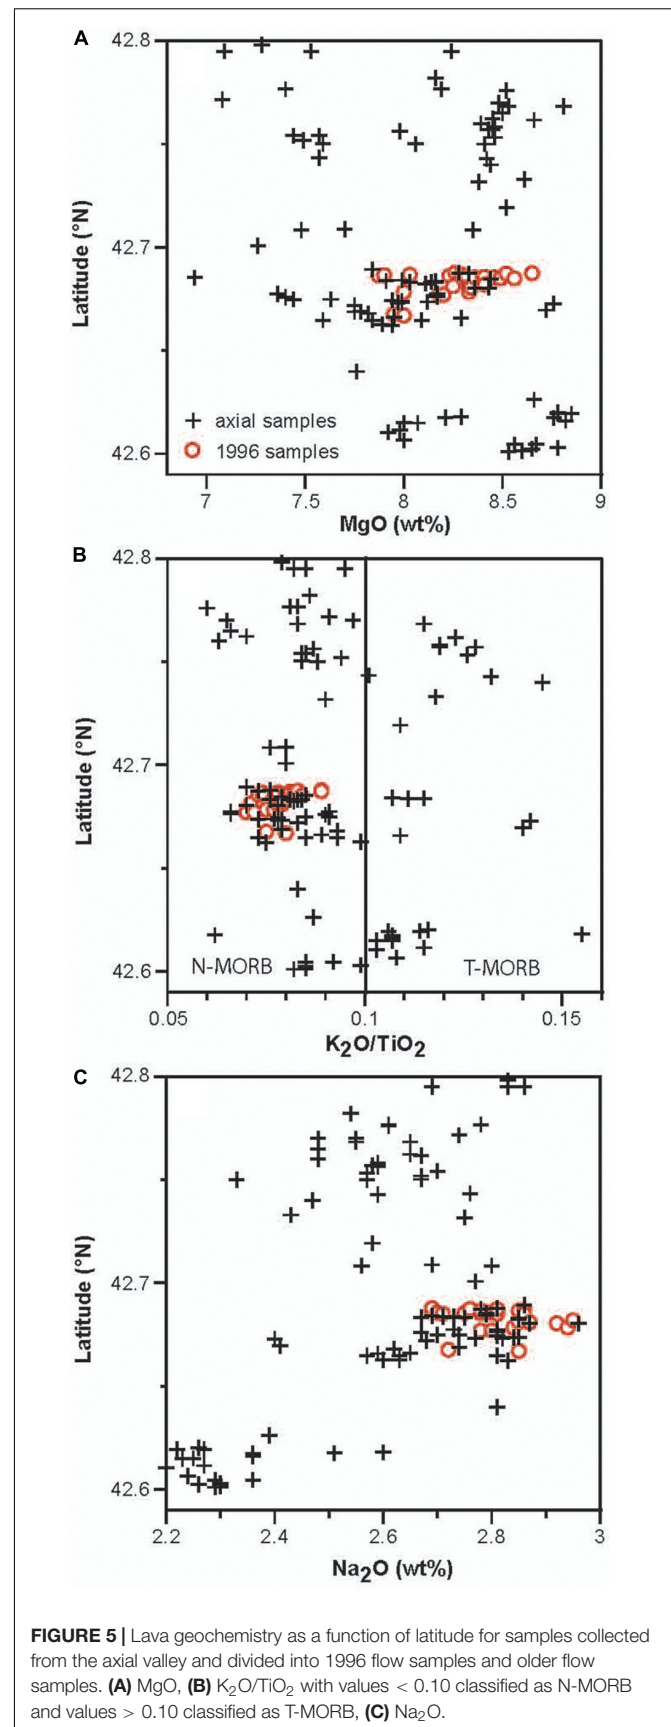 A
42.8
42.7
42.6
Latitude (°N)
+ axial samples
1996 samples
7 7.5 8 8.5 9
MgO (wt%)
B
42.8
42.7
42.6
Latitude (°N)
N-MORB T-MORB
0.05 0.1 0.15
K₂O/TiO₂
C
42.8
42.7
42.6
Latitude (°N)
2.2 2.4 2.6 2.8 3
Na₂O (wt%)
FIGURE 5 | Lava geochemistry as a function of latitude for samples collected
from the axial valley and divided into 1996 flow samples and older flow
samples. (A) MgO, (B) K₂O/TiO₂ with values < 0.10 classified as N-MORB
and values > 0.10 classified as T-MORB, (C) Na₂O.